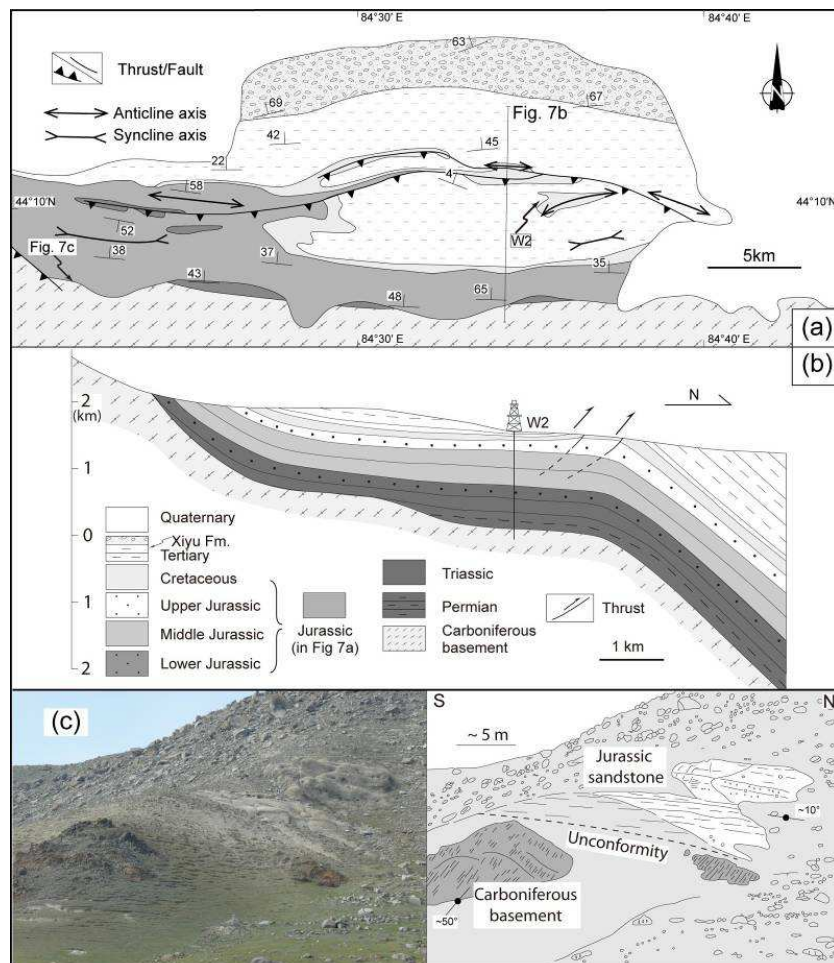 84°30′ E
84°40′ E
63
Thrust/Fault
69
67
N
Anticline axis
Fig. 7b
Syncline axis
42
45
22
58
4
44°10′N
44°10′N
52
W2
Fig. 7c
38
37
35
5km
43
48
65
84°30′ E
84°40′ E
(a)
(b)
2
(km)
N
W2
1
0
Quaternary
Xiyu Fm.
Tertiary
Cretaceous
Triassic
Upper Jurassic
Permian
Thrust
1
Jurassic
(in Fig 7a)
Middle Jurassic
Carboniferous
basement
1 km
2
Lower Jurassic
(c)
S
N
~ 5 m
Jurassic
sandstone
~10°
Unconformity
Carboniferous
basement
~50°